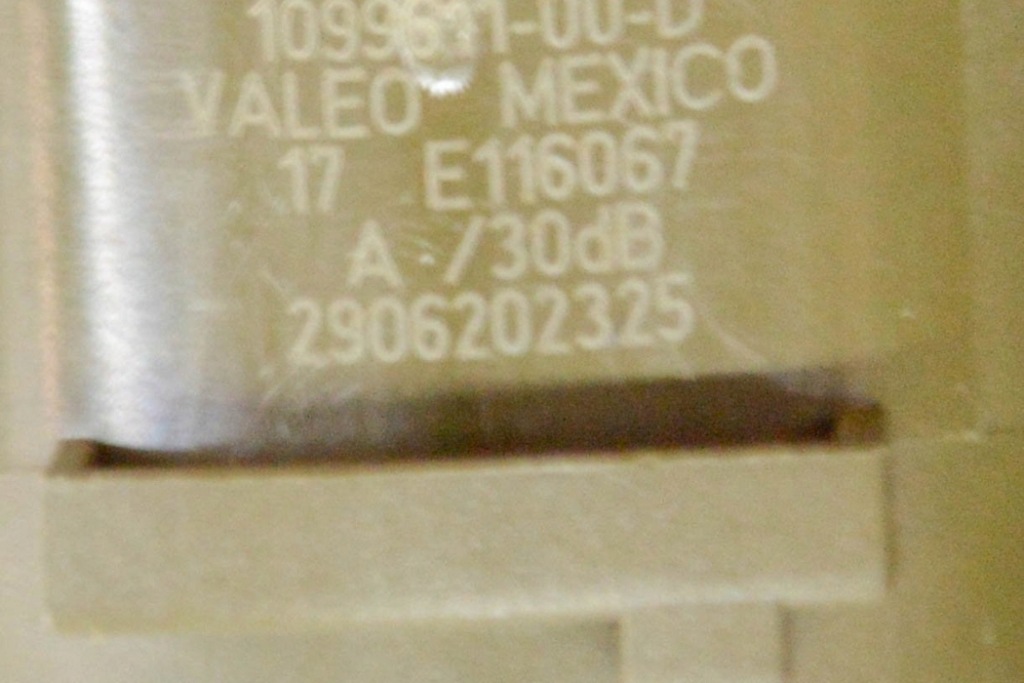 VALEO MEXICO
17 E116067
A /30dB
2906202325